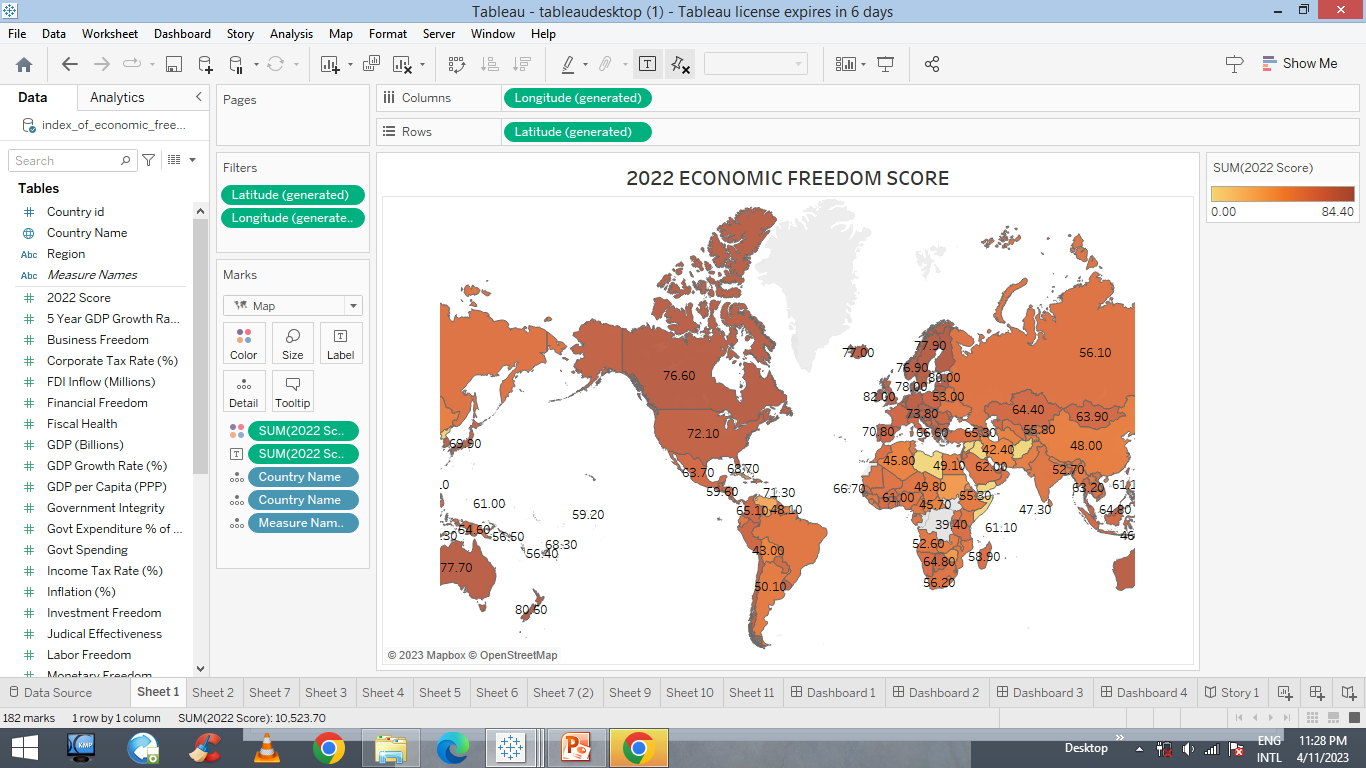 Tableau - tableaudesktop (1) - Tableau license expires in 6 days
File Data Worksheet Dashboard Story Analysis Map Format Server Window Help
Show Me
Data Analytics
index_of_economic_free...
Search
Tables
Country id
Country Name
Abc Region
Abc Measure Names
2022 Score
5 Year GDP Growth Ra...
Business Freedom
Corporate Tax Rate (%)
FDI Inflow (Millions)
Financial Freedom
Fiscal Health
GDP (Billions)
GDP Growth Rate (%)
GDP per Capita (PPP)
Government Integrity
Govt Expenditure % of ...
Govt Spending
Income Tax Rate (%)
Inflation (%)
Investment Freedom
Judical Effectiveness
Labor Freedom
Monetary Freedom
Pages
Filters
Latitude (generated)
Longitude (generate..
Marks
Map
Color Size Label
Detail Tooltip
SUM(2022 Sc..
SUM(2022 Sc..
Country Name
Country Name
Measure Nam..
Columns Longitude (generated)
Rows Latitude (generated)
2022 ECONOMIC FREEDOM SCORE
77.00
77.90
56.10
76.90
76.60
78.00
80.00
82.00
53.00
73.80
64.40
63.90
72.10
70.80
66.60
65.30
55.80
69.90
48.00
42.40
45.80
49.10
62.00
52.70
63.70
63.70
59.60
71.30
66.70
61.00
49.80
55.30
63.20
61.00
59.20
65.10
48.10
45.70
47.30
64.80
64.60
56.50
39.40
61.10
68.30
56.40
43.00
52.60
58.90
77.70
64.80
50.10
56.20
80.60
© 2023 Mapbox © OpenStreetMap
SUM(2022 Score)
0.00 84.40
Data Source Sheet 1 Sheet 2 Sheet 7 Sheet 3 Sheet 4 Sheet 5 Sheet 6 Sheet 7 (2) Sheet 9 Sheet 10 Sheet 11 Dashboard 1 Dashboard 2 Dashboard 3 Dashboard 4 Story 1
182 marks 1 row by 1 column SUM(2022 Score): 10,523.70
KMP
Desktop
ENG
INTL
11:28 PM
4/11/2023